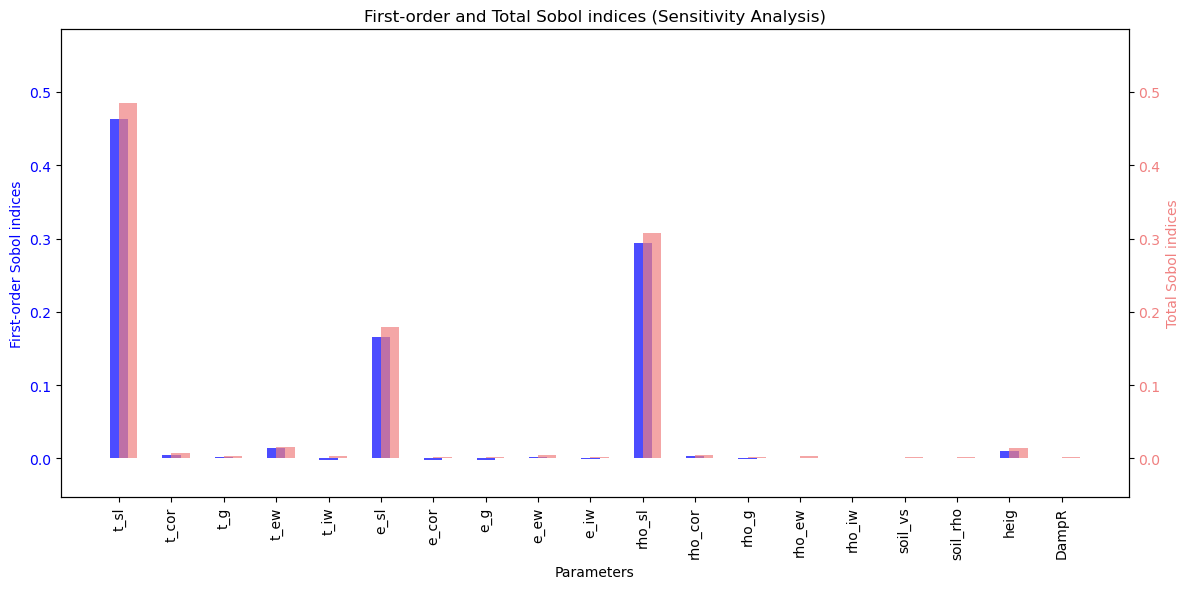 First-order and Total Sobol indices (Sensitivity Analysis)
First-order Sobol indices
0.5
0.4
0.3
0.2
0.1
0.0
0.5
0.4
0.3
0.2
0.1
0.0
Total Sobol indices
t_sl
t_cor
t_g
t_ew
t_iw
e_sl
e_cor
e_g
e_ew
e_iw
rho_sl
rho_cor
rho_g
rho_ew
rho_iw
soil_vs
soil_rho
heig
DampR
Parameters